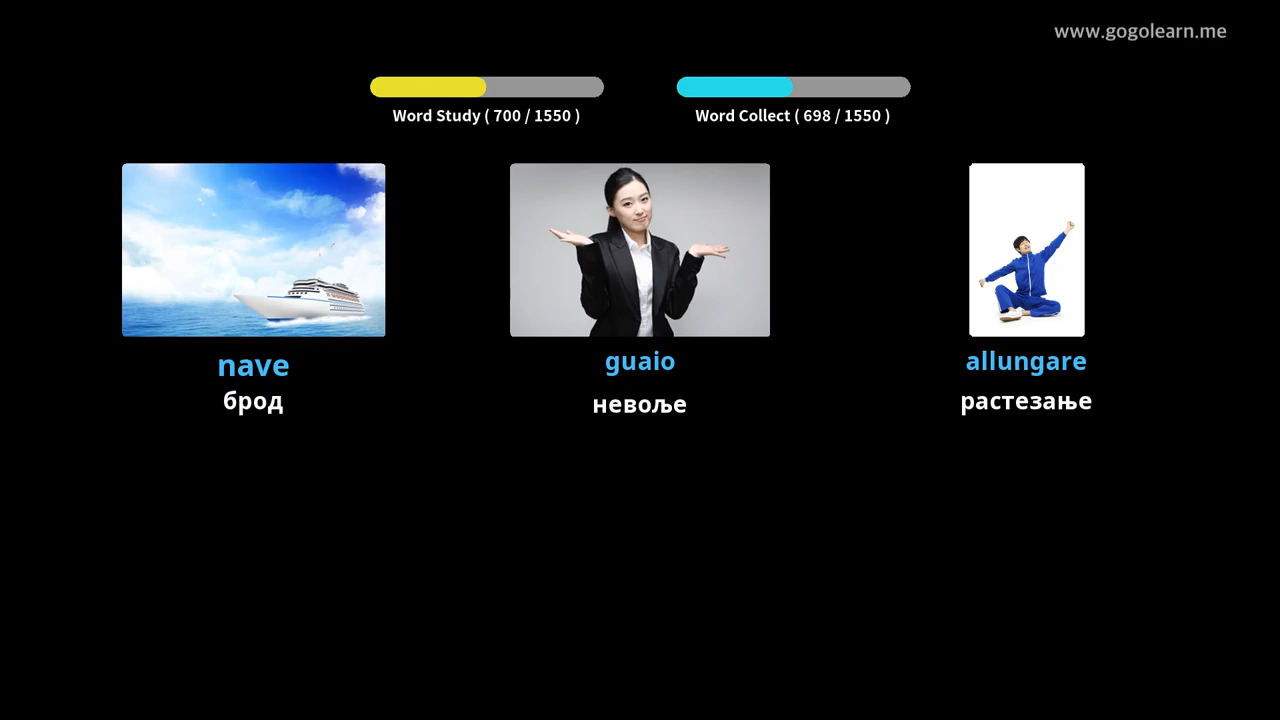 www.gogolearn.me
Word Study ( 700 / 1550 )
Word Collect ( 698 / 1550 )
nave
брод
guaio
невоље
allungare
растезање